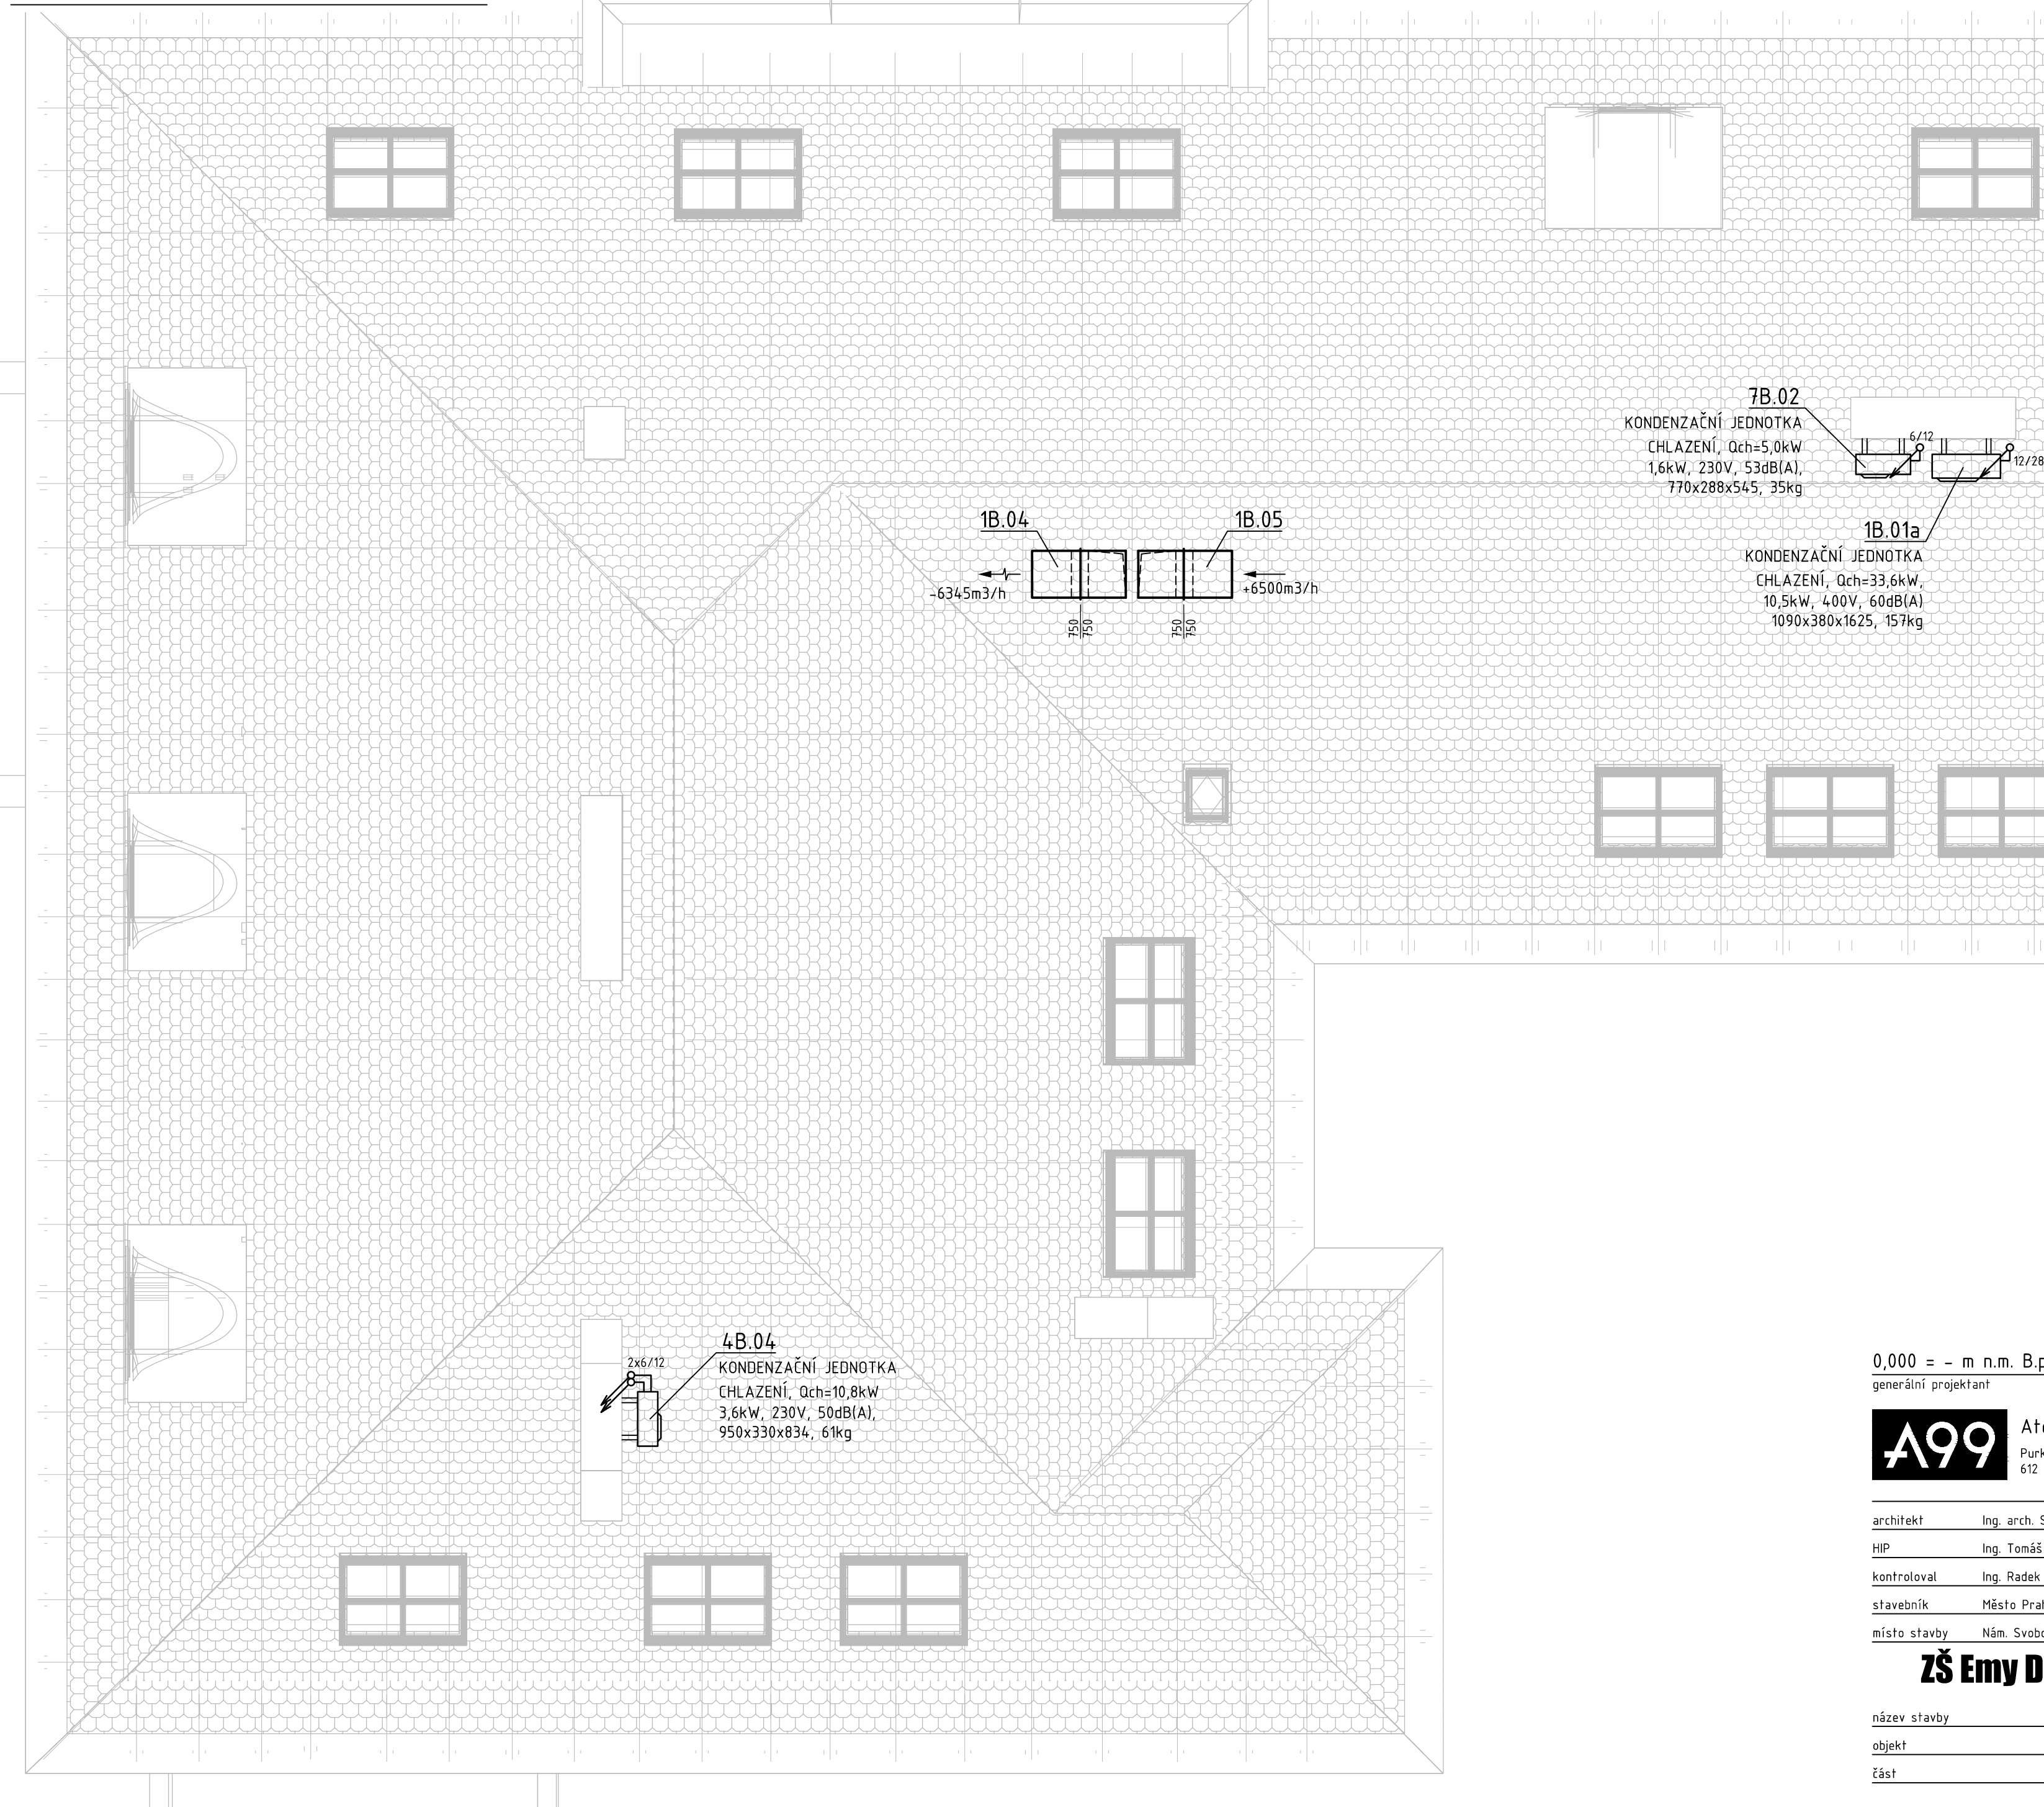 7B.02
KONDENZAČNÍ JEDNOTKA
CHLAZENÍ, Qch=5,0kW
1,6kW, 230V, 53dB(A),
770x288x545, 35kg
6/12
12/28
1B.01a
KONDENZAČNÍ JEDNOTKA
CHLAZENÍ, Qch=33,6kW,
10,5kW, 400V, 60dB(A)
1090x380x1625, 157kg
1B.04
1B.05
-6345m3/h
+6500m3/h
750
750
750
750
4B.04
2x6/12
KONDENZAČNÍ JEDNOTKA
CHLAZENÍ, Qch=10,8kW
3,6kW, 230V, 50dB(A),
950x330x834, 61kg
0,000 = - m n.m. B.p
generální projektant
A99
Ate
Purk
612
architekt Ing. arch. S
HIP Ing. Tomáš
kontroloval Ing. Radek
stavebník Město Prah
místo stavby Nám. Svobo
ZŠ Emy D
název stavby
objekt
část